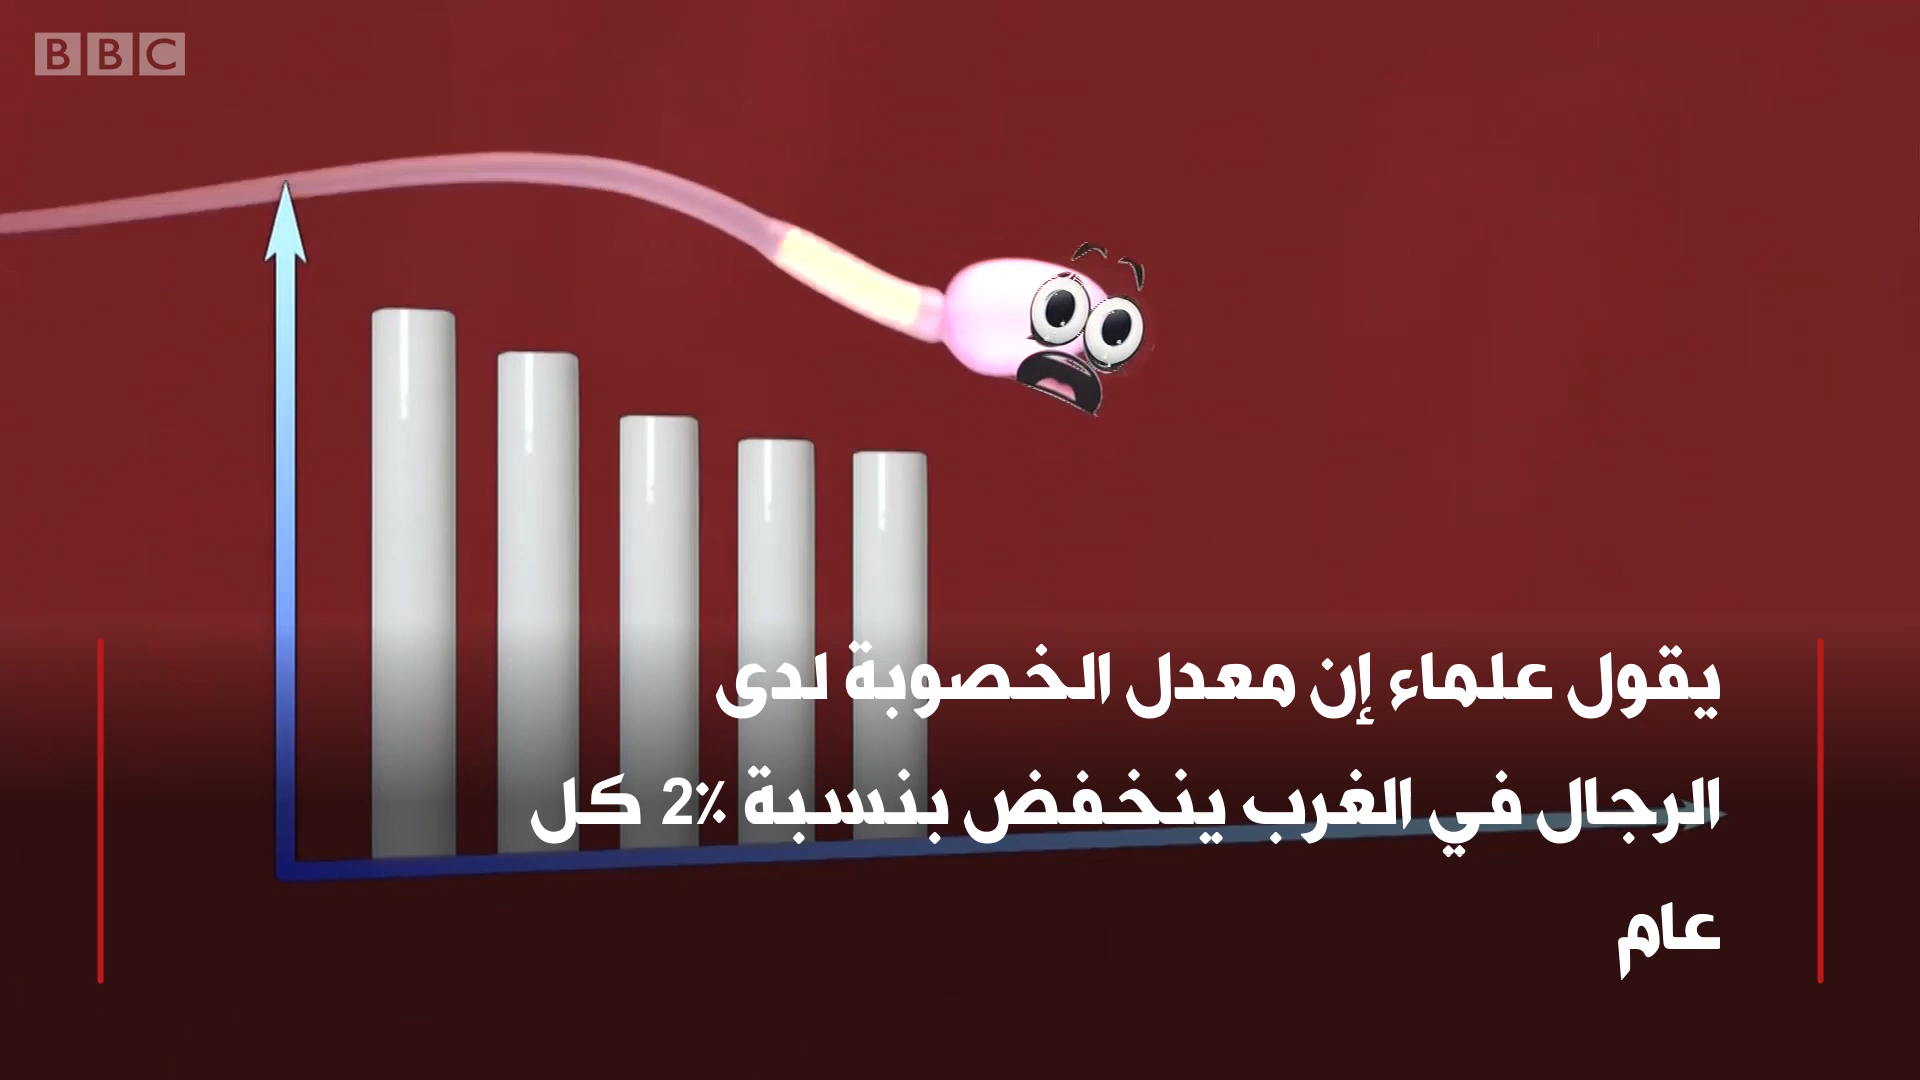 BBC
يقول علماء إن معدل الخصوبة لدى
الرجال في الغرب ينخفض بنسبة 2٪ كل
عام